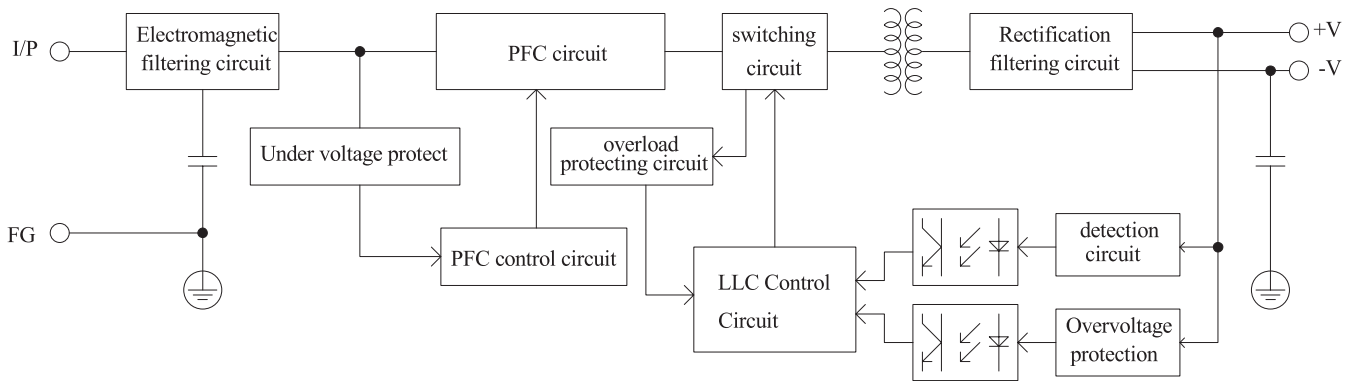 I/P
Electromagnetic
filtering circuit
PFC circuit
switching
circuit
Rectification
filtering circuit
+V
-V
Under voltage protect
overload
protecting circuit
FG
PFC control circuit
LLC Control
Circuit
detection
circuit
Overvoltage
protection